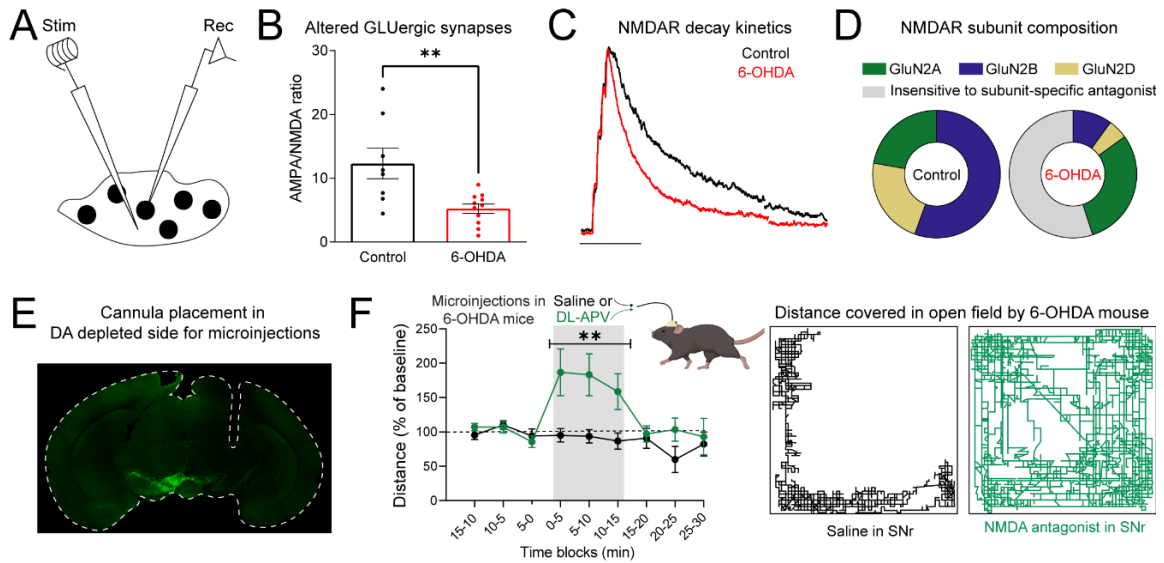 A
Stim
Rec
B
Altered GLUergic synapses
AMPA/NMDA ratio
30
20
10
0
**
Control
6-OHDA
C
NMDAR decay kinetics
Control
6-OHDA
D
NMDAR subunit composition
GluN2A
GluN2B
GluN2D
Insensitive to subunit-specific antagonist
Control
6-OHDA
E
Cannula placement in
DA depleted side for microinjections
F
Microinjections in
6-OHDA mice
Saline or
DL-APV
Distance (% of baseline)
250
200
150
100
50
0
**
15-10
10-5
5-0
0-5
5-10
10-15
15-20
20-25
25-30
Time blocks (min)
Distance covered in open field by 6-OHDA mouse
Saline in SNr
NMDA antagonist in SNr